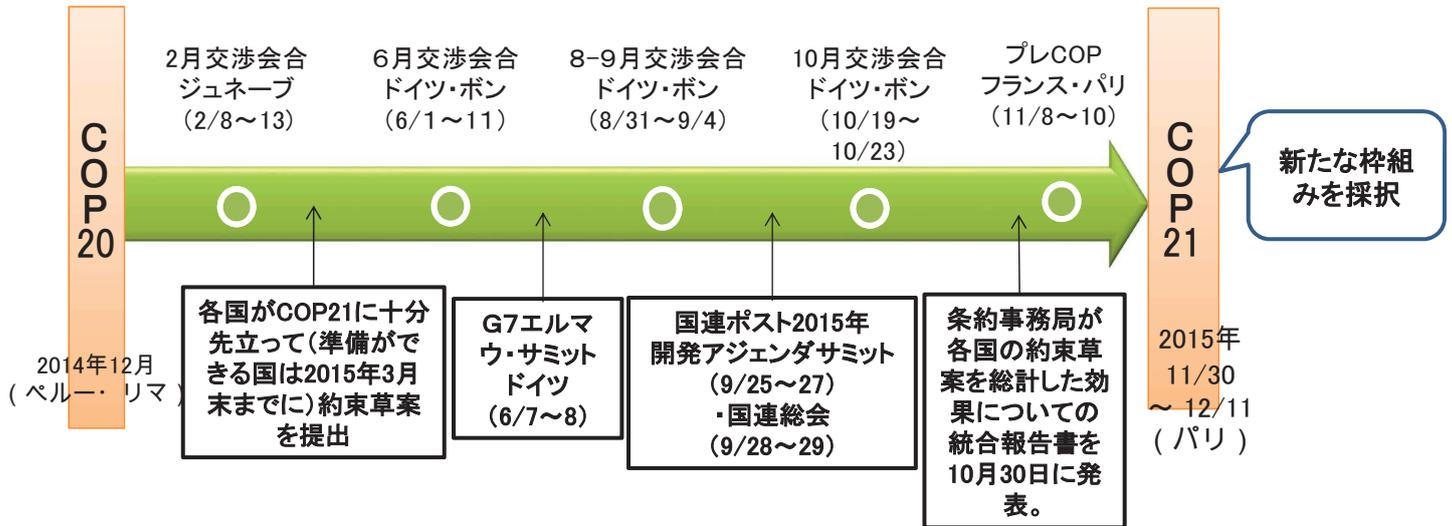 COP20
2014年12月
(ペルー・リマ)
2月交渉会合
ジュネーブ
(2/8～13)
6月交渉会合
ドイツ・ボン
(6/1～11)
8-9月交渉会合
ドイツ・ボン
(8/31～9/4)
10月交渉会合
ドイツ・ボン
(10/19～
10/23)
プレCOP
フランス・パリ
(11/8～10)
各国がCOP21に十分
先立って(準備がで
きる国は2015年3月
末までに)約束草案
を提出
G7エルマ
ウ・サミット
ドイツ
(6/7～8)
国連ポスト2015年
開発アジェンダサミット
(9/25～27)
・国連総会
(9/28～29)
条約事務局が
各国の約束草
案を総計した効
果についての
統合報告書を
10月30日に発
表。
COP21
2015年
11/30
～ 12/11
(パリ)
新たな枠組
みを採択